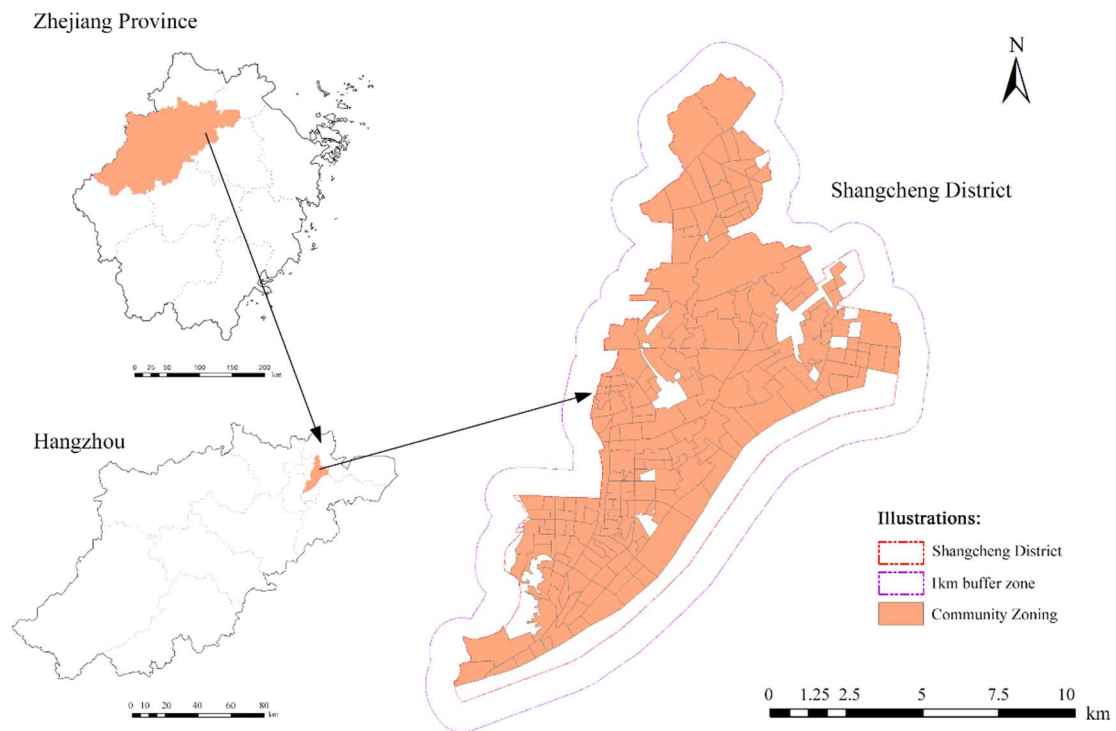 Zhejiang Province
N
Shangcheng District
0 25 50 100 150 200
km
Hangzhou
0 10 20 40 60 80
km
Illustrations:
Shangcheng District
1km buffer zone
Community Zoning
0 1.25 2.5 5 7.5 10
km